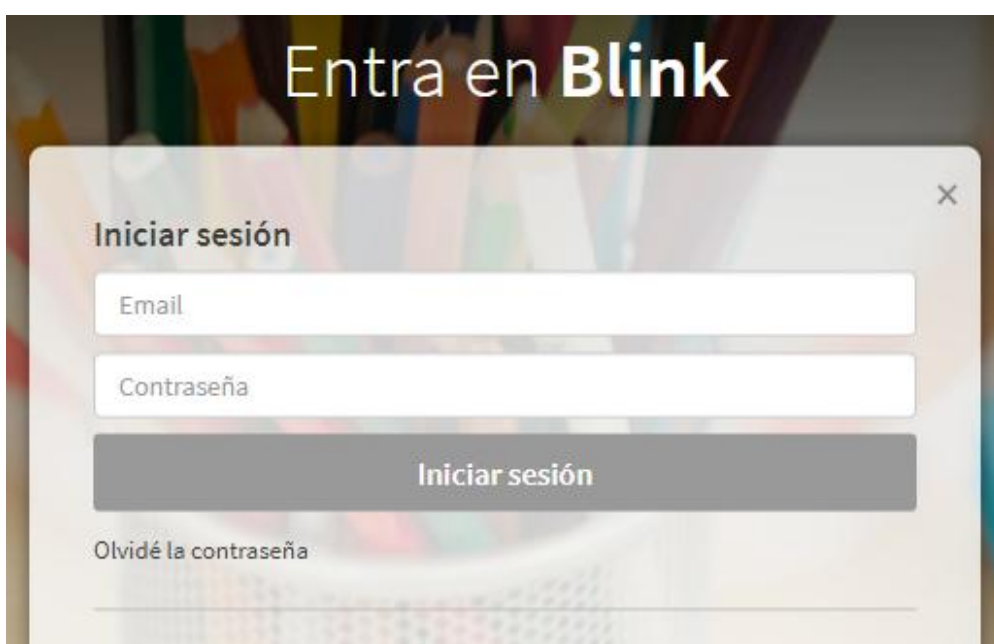 Entra en Blink
Iniciar sesión
Email
Contraseña
Iniciar sesión
Olvidé la contraseña